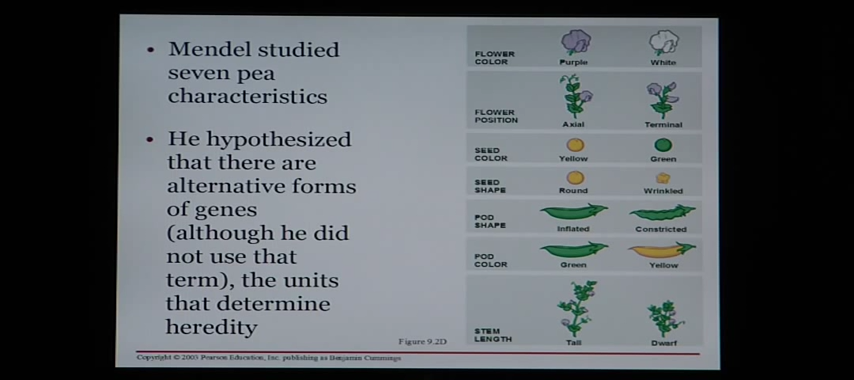 • Mendel studied
seven pea
characteristics
• He hypothesized
that there are
alternative forms
of genes
(although he did
not use that
term), the units
that determine
heredity
FLOWER
COLOR
Purple
White
FLOWER
POSITION
Axial
Terminal
SEED
COLOR
Yellow
Green
SEED
SHAPE
Round
Wrinkled
POD
SHAPE
Inflated
Constricted
POD
COLOR
Green
Yellow
STEM
LENGTH
Tall
Dwarf
Figure 9.2D
Copyright © 2003 Pearson Education, Inc. publishing as Benjamin Cummings